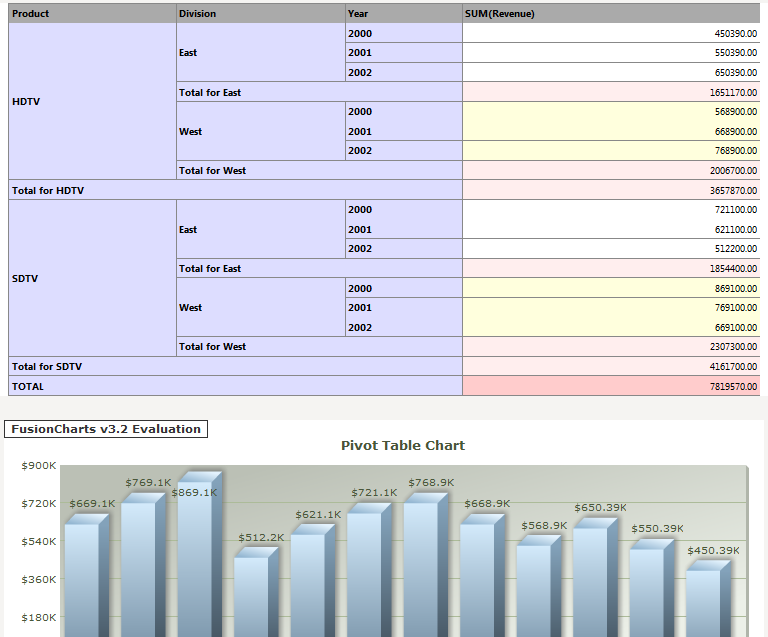 Product Division Year SUM(Revenue)
2000 450390.00
East 2001 550390.00
2002 650390.00
Total for East 1651170.00
HDTV
2000 568900.00
West 2001 668900.00
2002 768900.00
Total for West 2006700.00
Total for HDTV 3657870.00
2000 721100.00
East 2001 621100.00
2002 512200.00
Total for East 1854400.00
SDTV
2000 869100.00
West 2001 769100.00
2002 669100.00
Total for West 2307300.00
Total for SDTV 4161700.00
TOTAL 7819570.00
FusionCharts v3.2 Evaluation
Pivot Table Chart
$900K
$720K
$540K
$360K
$180K
$669.1K
$769.1K
$869.1K
$512.2K
$621.1K
$721.1K
$768.9K
$668.9K
$568.9K
$650.39K
$550.39K
$450.39K